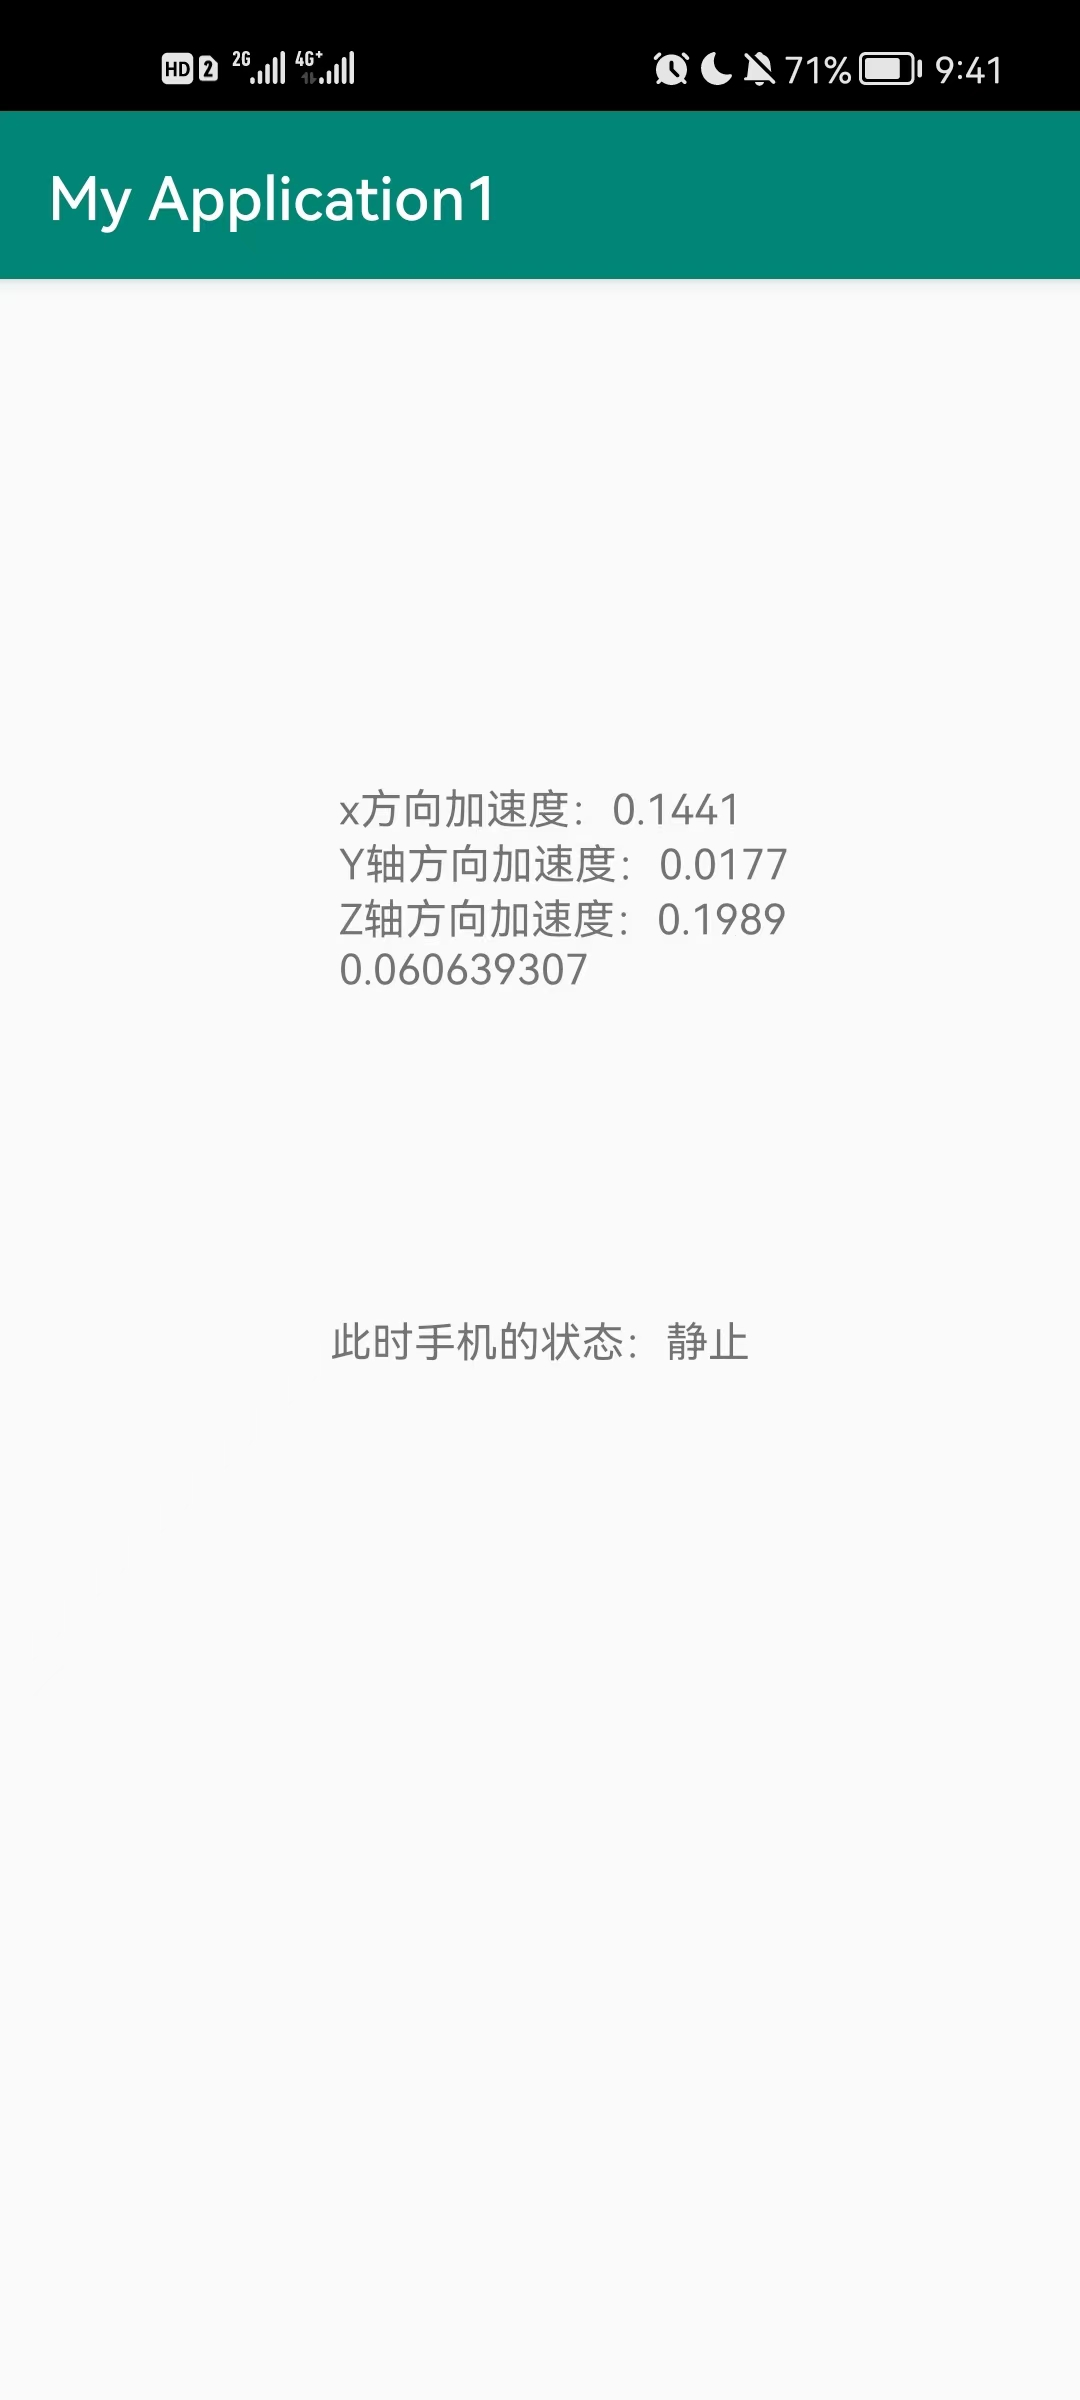 HD 2 2G 4G+ 71% 9:41
My Application1
x方向加速度：0.1441
Y轴方向加速度：0.0177
Z轴方向加速度：0.1989
0.060639307
此时手机的状态：静止